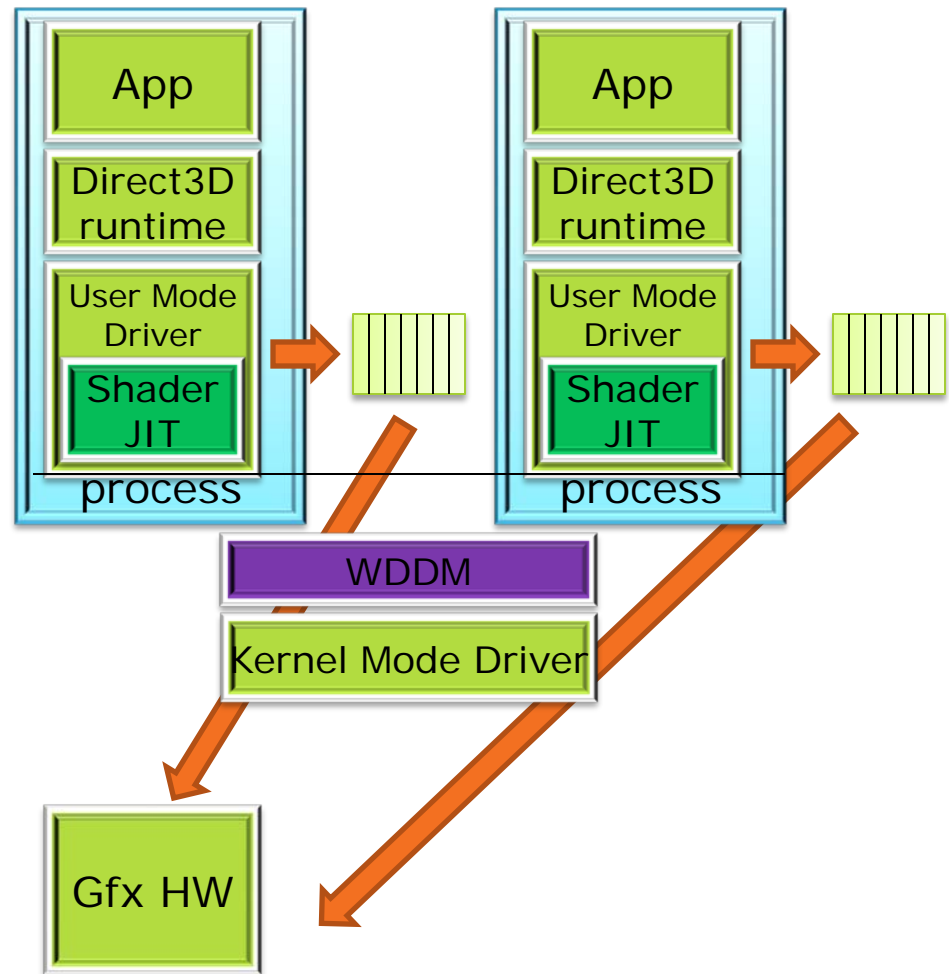 App
Direct3D
runtime
User Mode
Driver
Shader
JIT
process
App
Direct3D
runtime
User Mode
Driver
Shader
JIT
process
WDDM
Kernel Mode Driver
Gfx HW